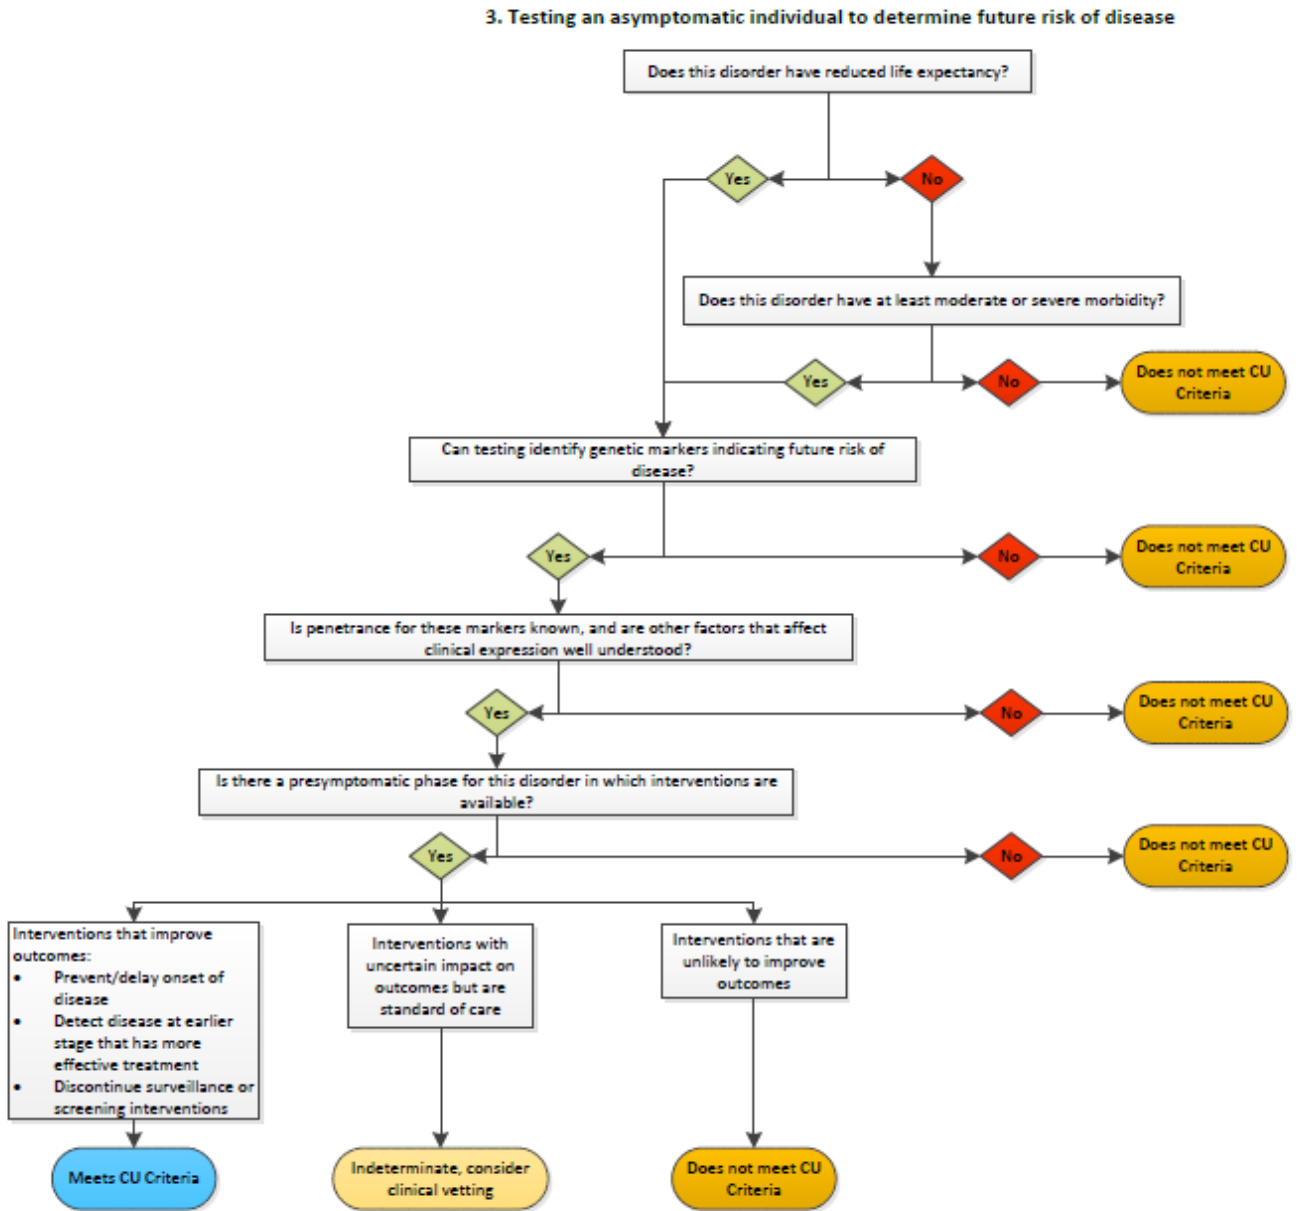 3. Testing an asymptomatic individual to determine future risk of disease
Does this disorder have reduced life expectancy?
Yes
No
Does this disorder have at least moderate or severe morbidity?
Yes
No
Does not meet CU
Criteria
Can testing identify genetic markers indicating future risk of
disease?
Yes
No
Does not meet CU
Criteria
Is penetrance for these markers known, and are other factors that affect
clinical expression well understood?
Yes
No
Does not meet CU
Criteria
Is there a presymptomatic phase for this disorder in which interventions are
available?
Yes
No
Does not meet CU
Criteria
Interventions that improve
outcomes:
• Prevent/delay onset of
disease
• Detect disease at earlier
stage that has more
effective treatment
• Discontinue surveillance or
screening interventions
Interventions with
uncertain impact on
outcomes but are
standard of care
Interventions that are
unlikely to improve
outcomes
Meets CU Criteria
Indeterminate, consider
clinical vetting
Does not meet CU
Criteria